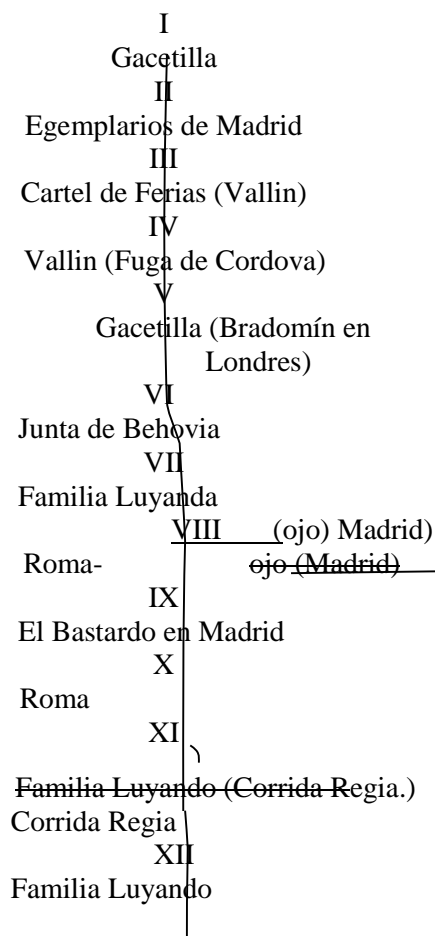 I
Gacetilla
II
Egemplarios de Madrid
III
Cartel de Ferias (Vallin)
IV
Vallin (Fuga de Cordova)
V
Gacetilla (Bradomín en
Londres)
VI
Junta de Behovia
VII
Familia Luyanda
VIII (ojo) Madrid)
Roma- ojo (Madrid)
IX
El Bastardo en Madrid
X
Roma
XI
Familia Luyando (Corrida Regia.)
Corrida Regia
XII
Familia Luyando